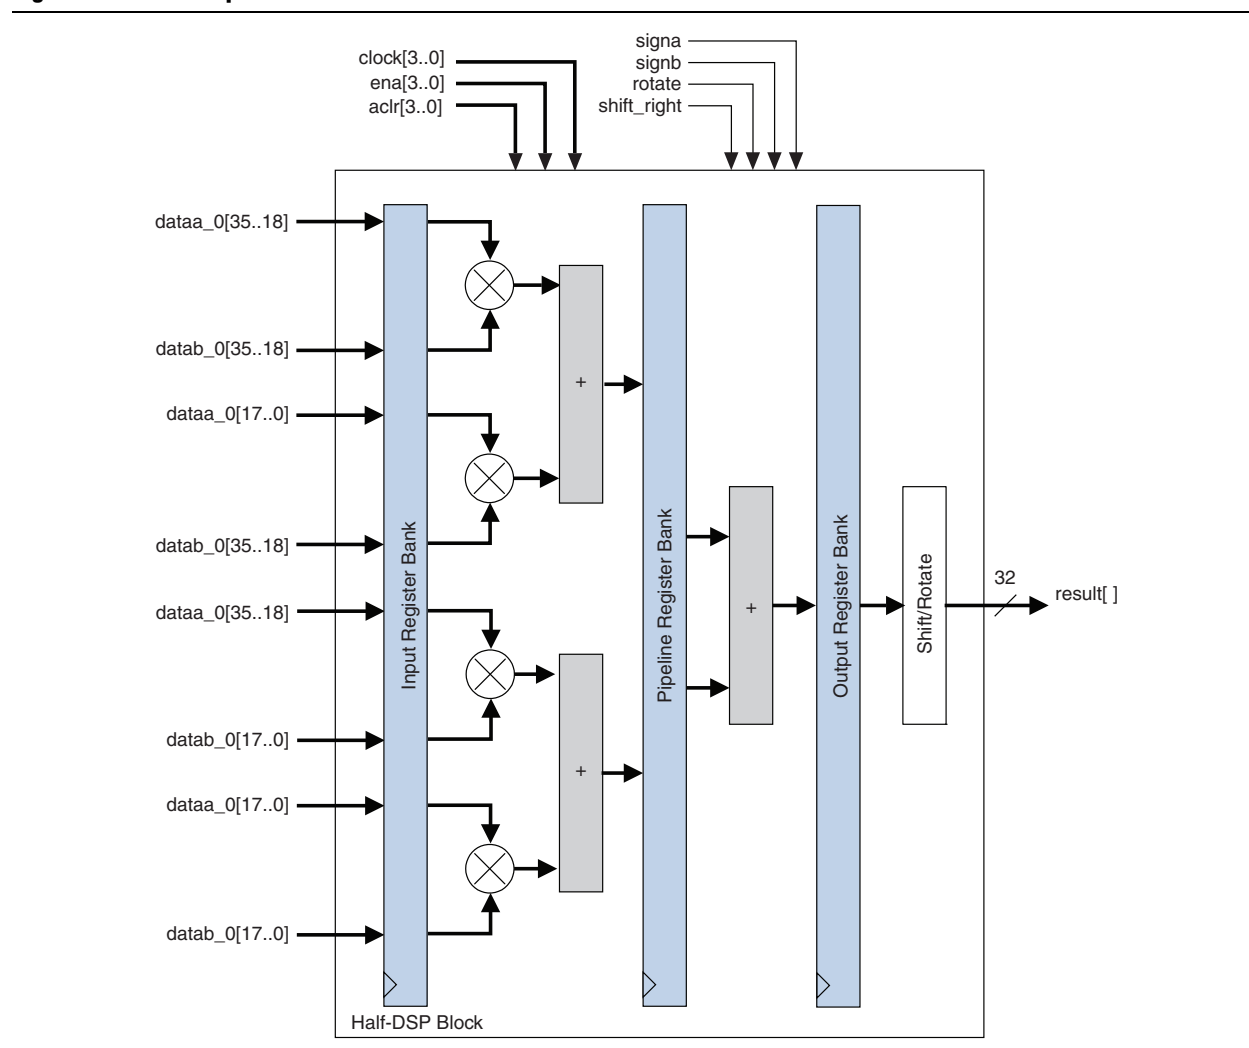 clock[3..0]
ena[3..0]
aclr[3..0]
signa
signb
rotate
shift_right
dataa_0[35..18]
datab_0[35..18]
dataa_0[17..0]
datab_0[35..18]
dataa_0[35..18]
datab_0[17..0]
dataa_0[17..0]
datab_0[17..0]
Input Register Bank
+
+
Pipeline Register Bank
+
Output Register Bank
Shift/Rotate
32
result[ ]
Half-DSP Block